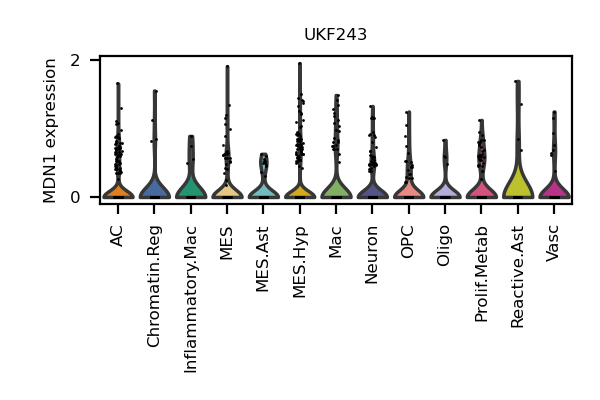 UKF243
MDN1 expression
2
0
AC
Chromatin.Reg
Inflammatory.Mac
MES
MES.Ast
MES.Hyp
Mac
Neuron
OPC
Oligo
Prolif.Metab
Reactive.Ast
Vasc